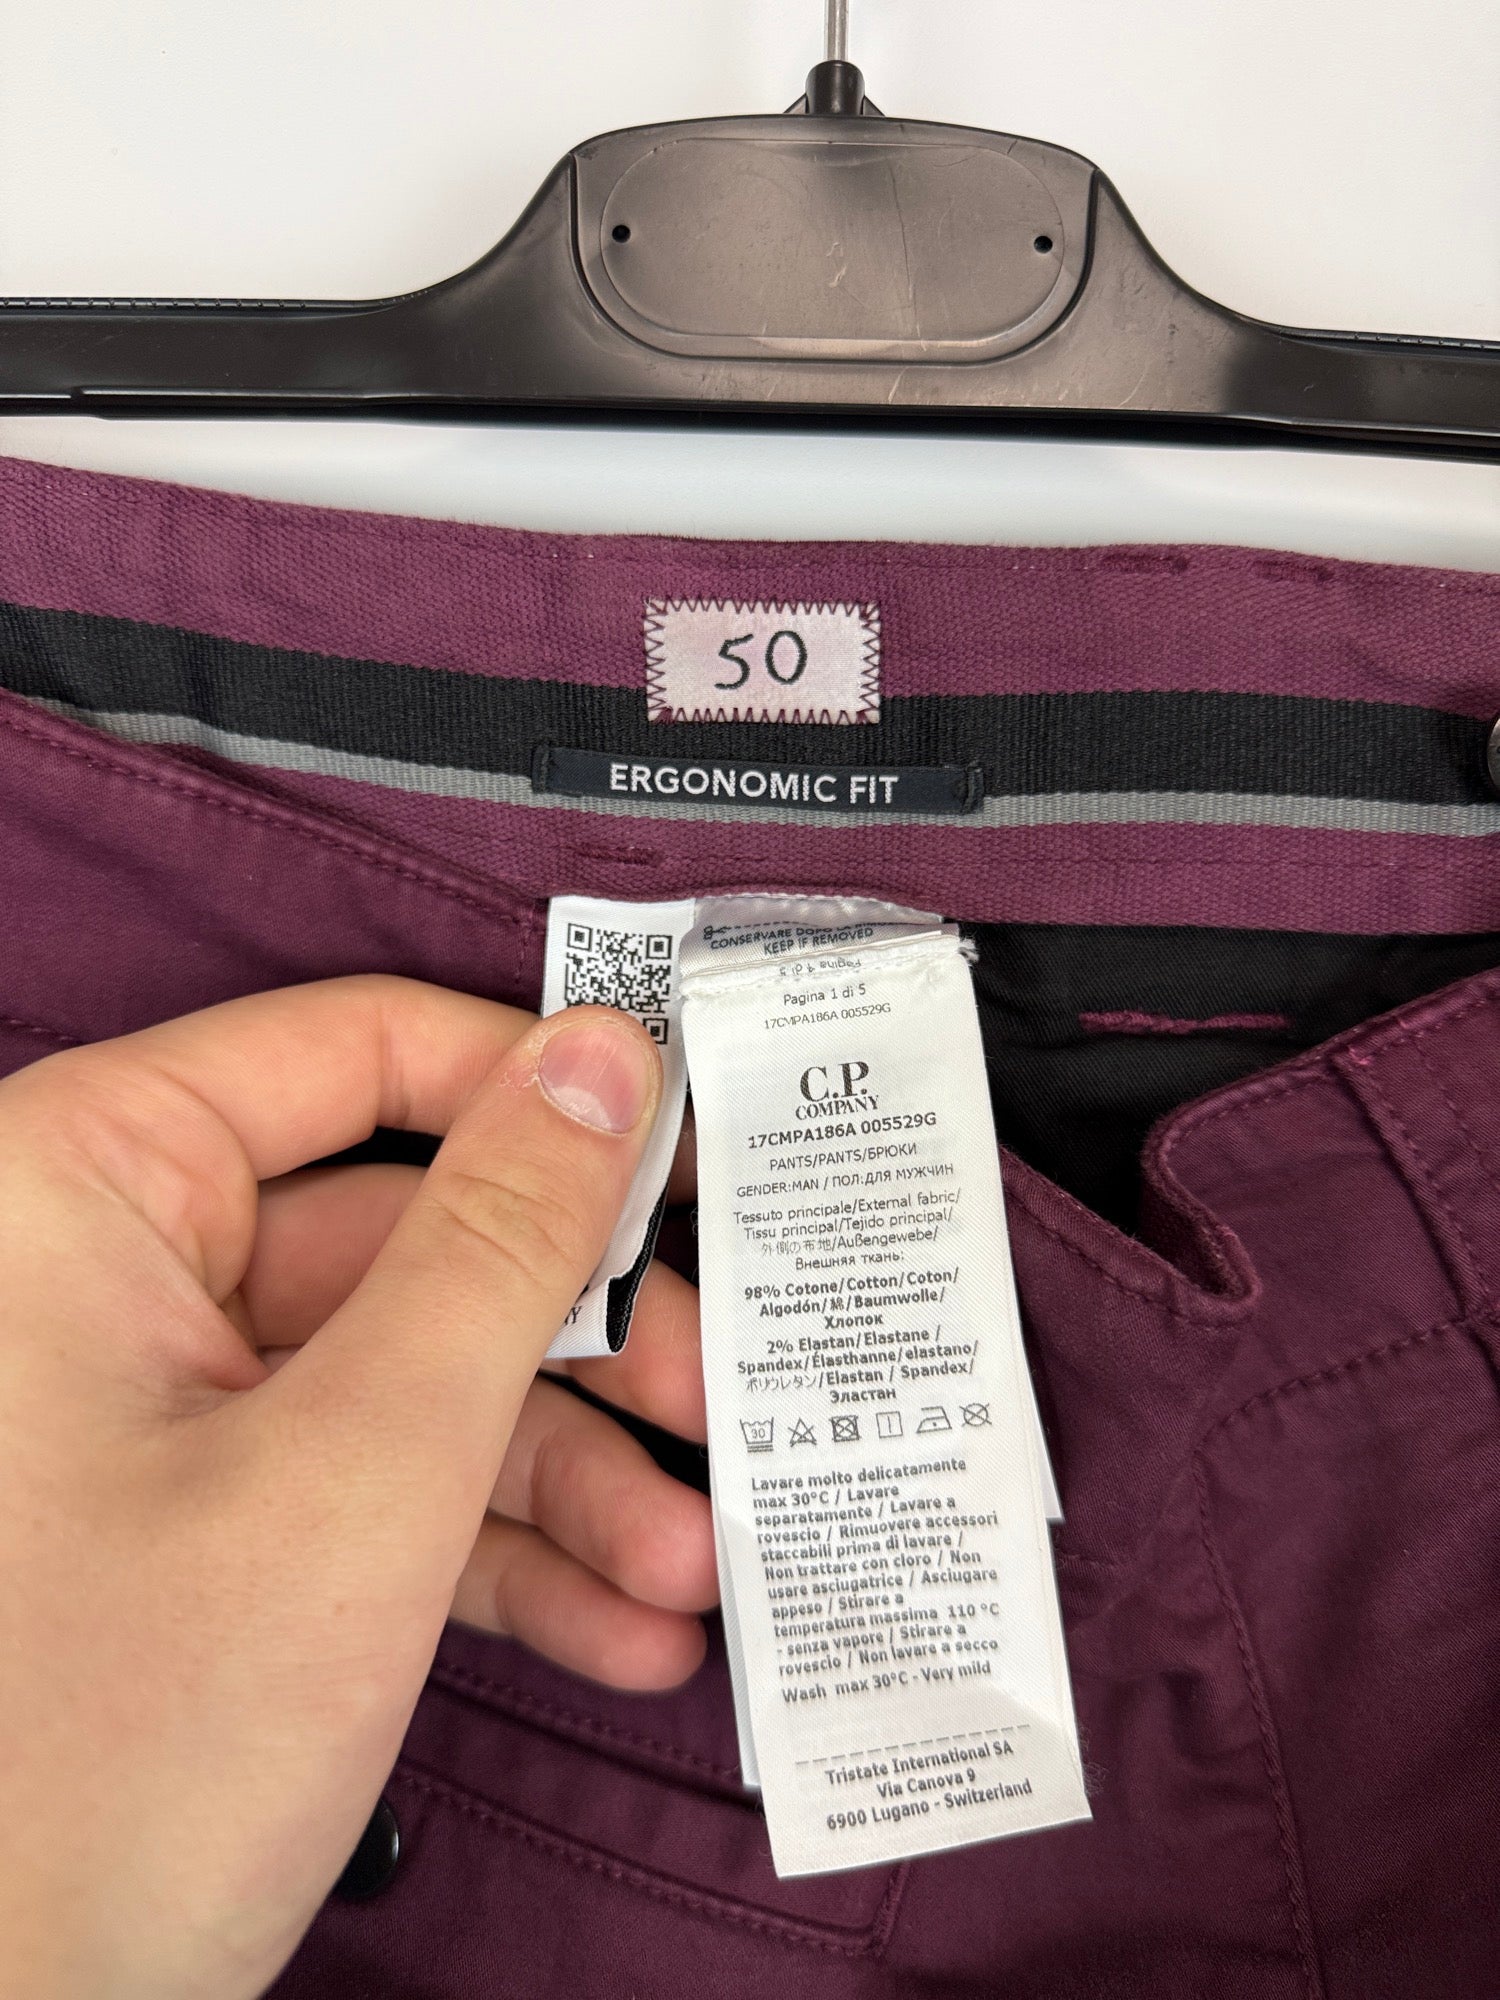 50
ERGONOMIC FIT
CONSERVARE DOPO LA
KEEP IF REMOVED
Pagina 4 di 5
Pagina 1 di 5
17CMPA186A 005529G
C.P.
COMPANY
17CMPA186A 005529G
PANTS/PANTS/БРЮКИ
GENDER:MAN / ПОЛ:ДЛЯ МУЖЧИН
Tessuto principale/External fabric/
Tissu principal/Tejido principal/
外側の布地/Außengewebe/
Внешняя ткань:
98% Cotone/Cotton/Coton/
Algodón/綿/Baumwolle/
Хлопок
2% Elastan/Elastane /
Spandex/Élasthanne/elastano/
ポリウレタン/Elastan / Spandex/
Эластан
30
Lavare molto delicatamente
max 30°C / Lavare
separatamente / Lavare a
rovescio / Rimuovere accessori
staccabili prima di lavare /
Non trattare con cloro / Non
usare asciugatrice / Asciugare
appeso / Stirare a
temperatura massima 110 °C
- senza vapore / Stirare a
rovescio / Non lavare a secco
Wash max 30°C - Very mild
Tristate International SA
Via Canova 9
6900 Lugano - Switzerland